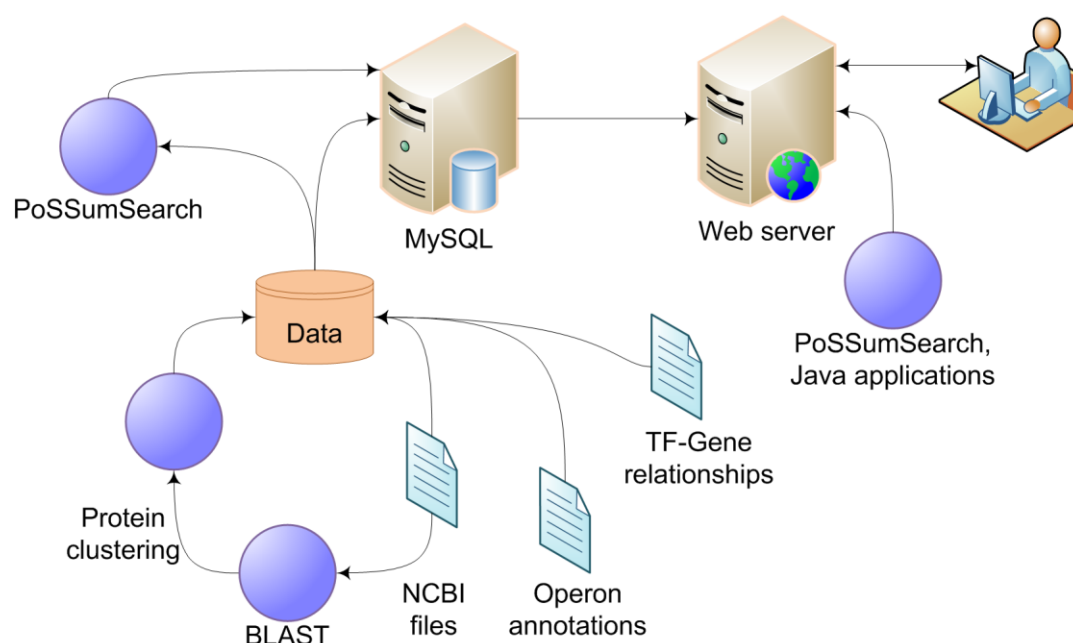 PoSSumSearch
MySQL
Web server
Data
PoSSumSearch,
Java applications
TF-Gene
relationships
Protein
clustering
BLAST
NCBI
files
Operon
annotations